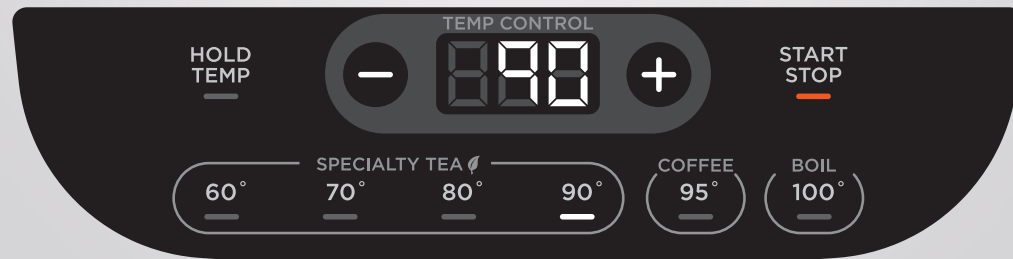 TEMP CONTROL
HOLD
TEMP
−
90
+
START
STOP
SPECIALTY TEA
60°
70°
80°
90°
COFFEE
95°
BOIL
100°